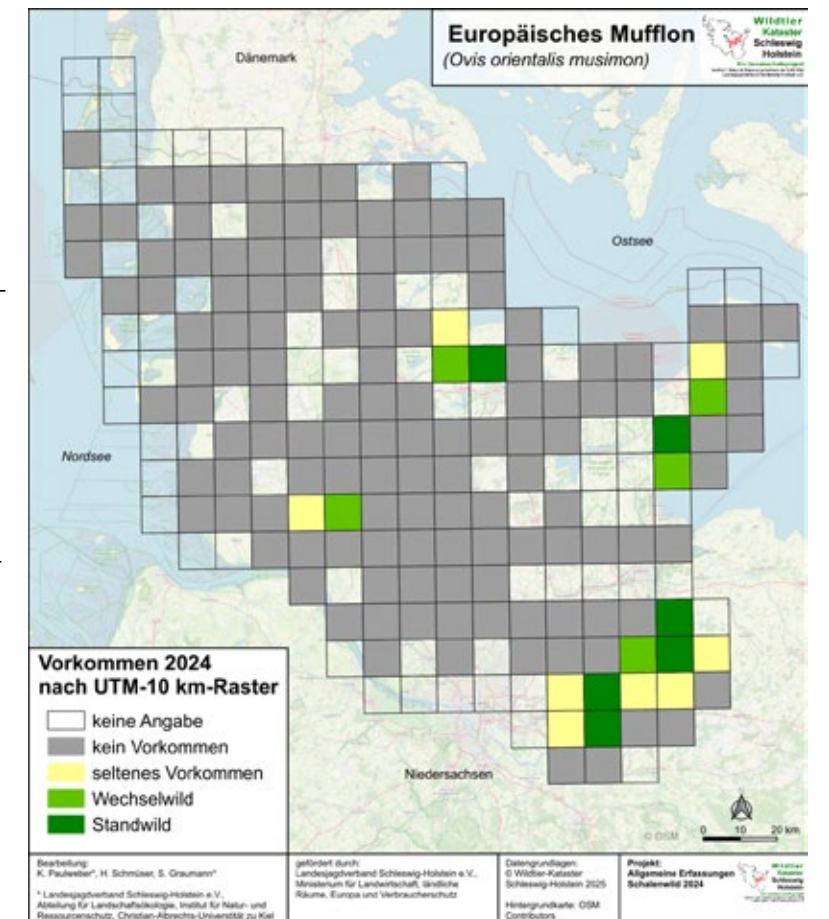 Europäisches Mufflon
(Ovis orientalis musimon)
Wildtier
Kataster
Schleswig
Holstein
Dänemark
Ostsee
Nordsee
Niedersachsen
Vorkommen 2024
nach UTM-10 km-Raster
keine Angabe
kein Vorkommen
seltenes Vorkommen
Wechselwild
Standwild
© OSM
0 10 20 km
Bearbeitung:
K. Paulweber*, H. Schmüser, S. Graumann*
* Landesjagdverband Schleswig-Holstein e.V.,
Abteilung für Landschaftsökologie, Institut für Natur- und
Ressourcenschutz, Christian-Albrechts-Universität zu Kiel
gefördert durch:
Landesjagdverband Schleswig-Holstein e.V.,
Ministerium für Landwirtschaft, ländliche
Räume, Europa und Verbraucherschutz
Datengrundlagen:
© Wildtier-Kataster
Schleswig-Holstein 2025
Hintergrundkarte: OSM
Contributors
Projekt:
Allgemeine Erfassungen
Schalenwild 2024
Wildtier
Kataster
Schleswig
Holstein